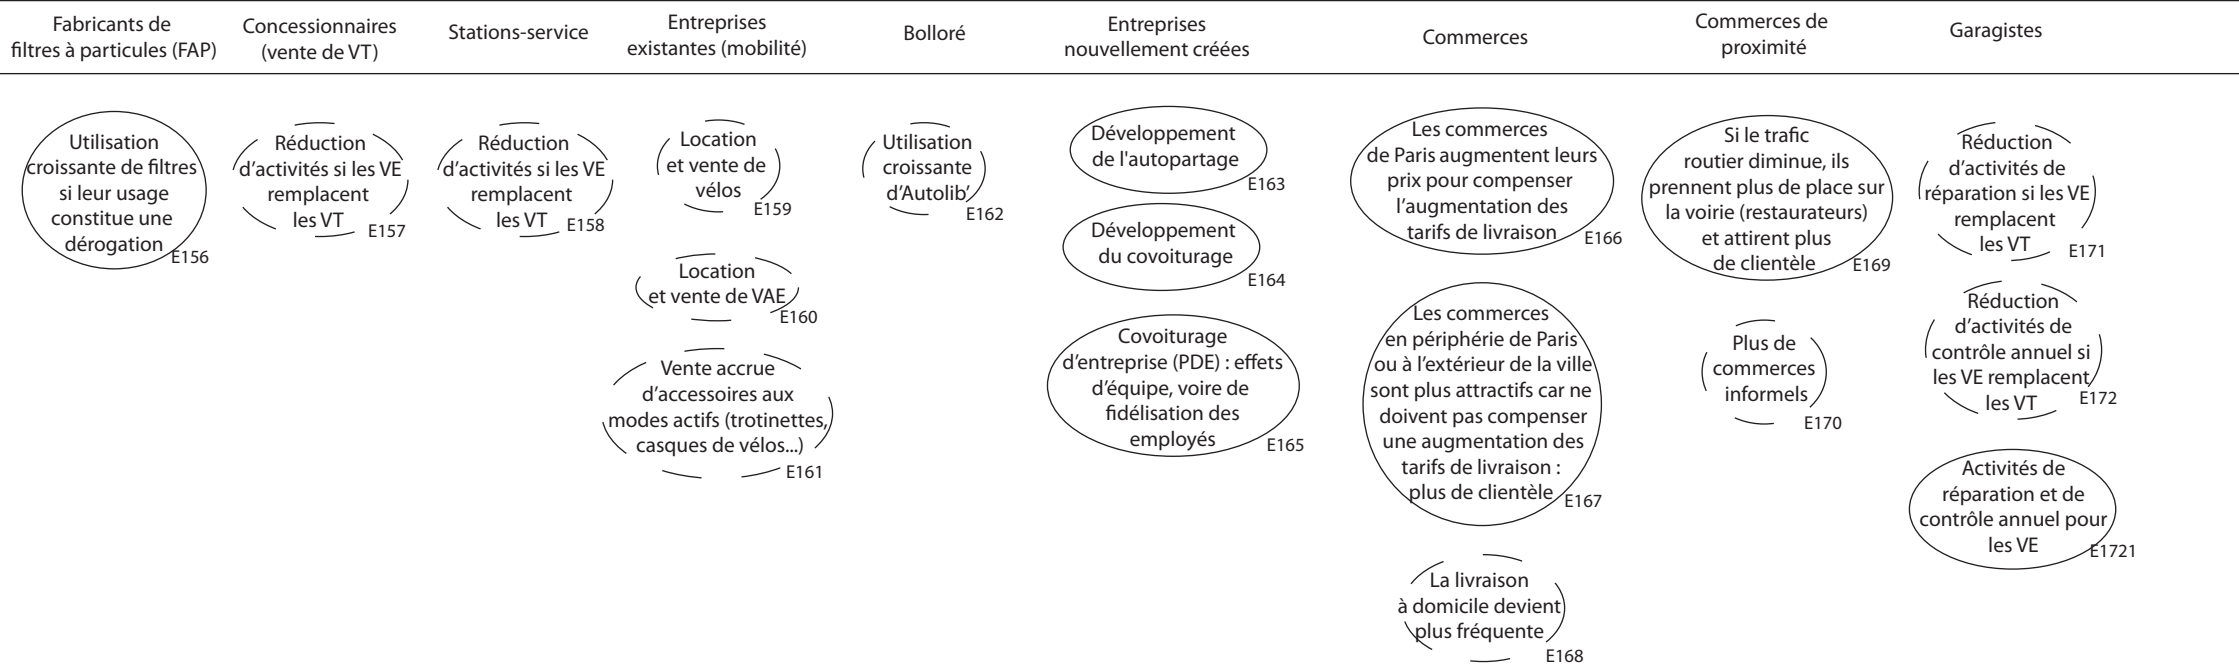 Fabricants de
filtres à particules (FAP)
Concessionnaires
(vente de VT)
Stations-service
Entreprises
existantes (mobilité)
Bolloré
Entreprises
nouvellement créées
Commerces
Commerces de
proximité
Garagistes
Utilisation
croissante de filtres
si leur usage
constitue une
dérogation
E156
Réduction
d’activités si les VE
remplacent
les VT
E157
Réduction
d’activités si les VE
remplacent
les VT
E158
Location
et vente de
vélos
E159
Location
et vente de VAE
E160
Vente accrue
d’accessoires aux
modes actifs (trotinettes,
casques de vélos...)
E161
Utilisation
croissante
d’Autolib’
E162
Développement
de l'autopartage
E163
Développement
du covoiturage
E164
Covoiturage
d’entreprise (PDE) : effets
d’équipe, voire de
fidélisation des
employés
E165
Les commerces
de Paris augmentent leurs
prix pour compenser
l’augmentation des
tarifs de livraison
E166
Les commerces
en périphérie de Paris
ou à l’extérieur de la ville
sont plus attractifs car ne
doivent pas compenser
une augmentation des
tarifs de livraison :
plus de clientèle
E167
La livraison
à domicile devient
plus fréquente
E168
Si le trafic
routier diminue, ils
prennent plus de place sur
la voirie (restaurateurs)
et attirent plus
de clientèle
E169
Plus de
commerces
informels
E170
Réduction
d’activités de
réparation si les VE
remplacent
les VT
E171
Réduction
d’activités de
contrôle annuel si
les VE remplacent
les VT
E172
Activités de
réparation et de
contrôle annuel pour
les VE
E1721